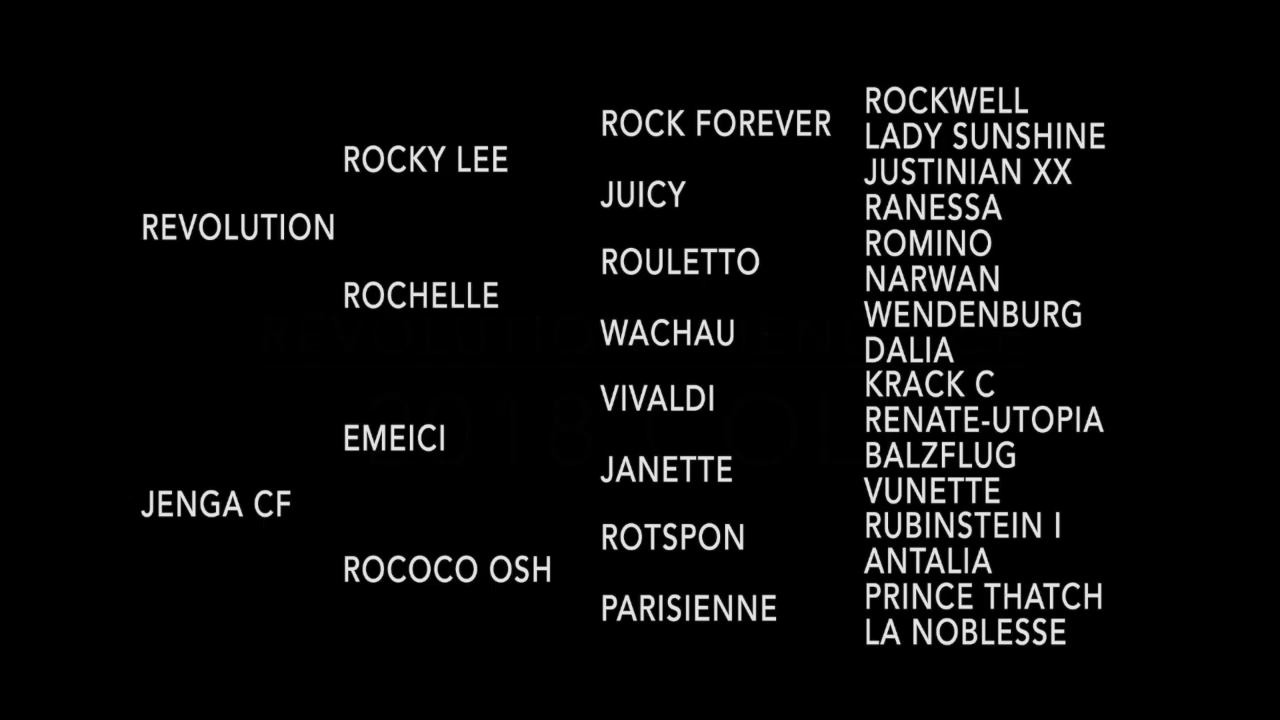 REVOLUTION
JENGA CF
ROCKY LEE
ROCHELLE
EMEICI
ROCOCO OSH
ROCK FOREVER
JUICY
ROULETTO
WACHAU
VIVALDI
JANETTE
ROTSPON
PARISIENNE
ROCKWELL
LADY SUNSHINE
JUSTINIAN XX
RANESSA
ROMINO
NARWAN
WENDENBURG
DALIA
KRACK C
RENATE-UTOPIA
BALZFLUG
VUNETTE
RUBINSTEIN I
ANTALIA
PRINCE THATCH
LA NOBLESSE